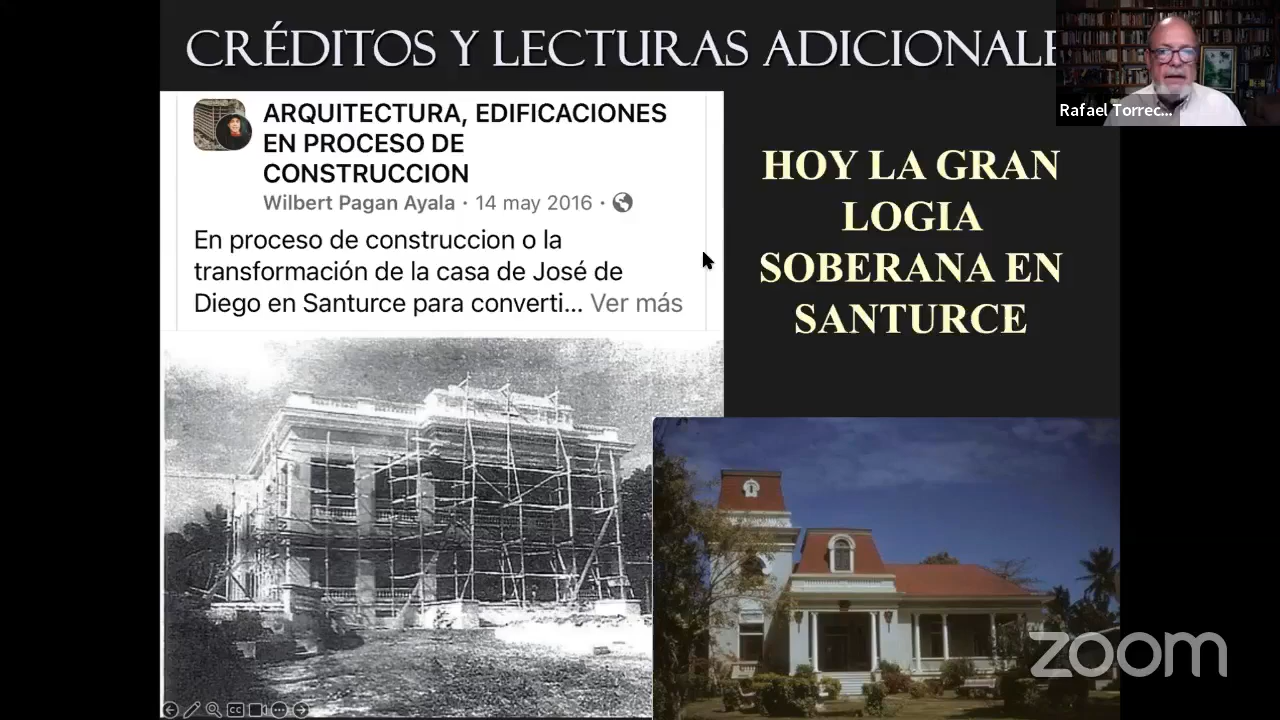 CRÉDITOS Y LECTURAS ADICIONALE
Rafael Torrec...
ARQUITECTURA, EDIFICACIONES
EN PROCESO DE
CONSTRUCCION
Wilbert Pagan Ayala · 14 may 2016 ·
En proceso de construccion o la
transformación de la casa de José de
Diego en Santurce para converti... Ver más
HOY LA GRAN
LOGIA
SOBERANA EN
SANTURCE
zoom
CC